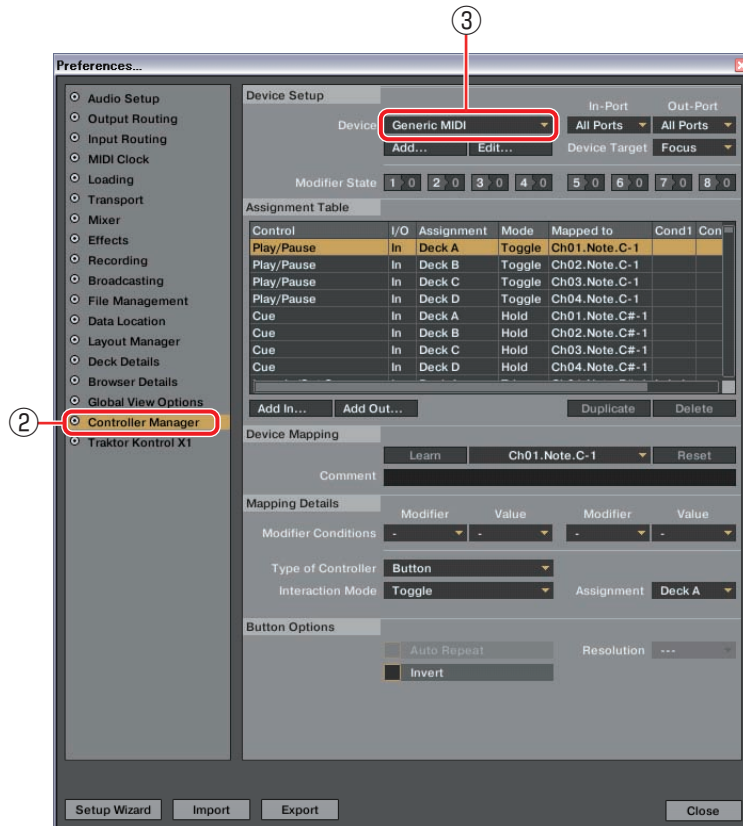 ③
Preferences...
Audio Setup
Output Routing
Input Routing
MIDI Clock
Loading
Transport
Mixer
Effects
Recording
Broadcasting
File Management
Data Location
Layout Manager
Deck Details
Browser Details
Global View Options
② Controller Manager
Traktor Kontrol X1
Device Setup
In-Port Out-Port
Device Generic MIDI All Ports All Ports
Add... Edit... Device Target Focus
Modifier State 1 0 2 0 3 0 4 0 5 0 6 0 7 0 8 0
Assignment Table
Control I/O Assignment Mode Mapped to Cond1 Con
Play/Pause In Deck A Toggle Ch01.Note.C-1
Play/Pause In Deck B Toggle Ch02.Note.C-1
Play/Pause In Deck C Toggle Ch03.Note.C-1
Play/Pause In Deck D Toggle Ch04.Note.C-1
Cue In Deck A Hold Ch01.Note.C#-1
Cue In Deck B Hold Ch02.Note.C#-1
Cue In Deck C Hold Ch03.Note.C#-1
Cue In Deck D Hold Ch04.Note.C#-1
Add In... Add Out... Duplicate Delete
Device Mapping
Learn Ch01.Note.C-1 Reset
Comment
Mapping Details
Modifier Value Modifier Value
Modifier Conditions - - - -
Type of Controller Button
Interaction Mode Toggle Assignment Deck A
Button Options
Auto Repeat Resolution ---
Invert
Setup Wizard Import Export Close